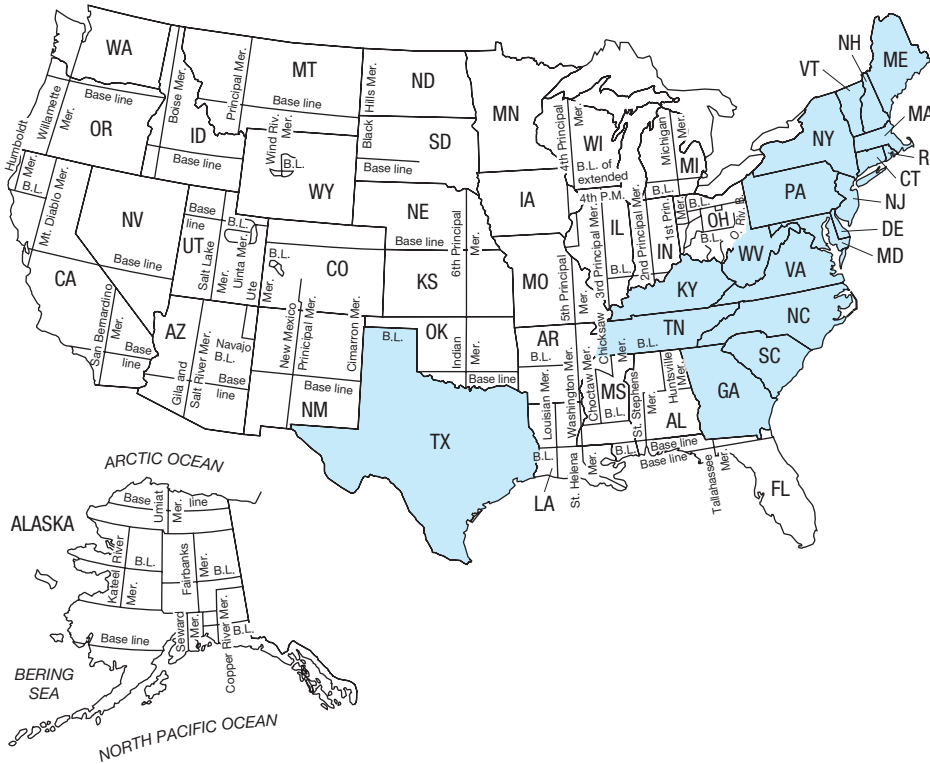 WA
Willamette
Mer.
Base line
OR
Humboldt
Mer.
B.L.
Mt. Diablo Mer.
NV
Base line
CA
San Bernardino
Mer.
Base
line
Boise Mer.
ID
Base line
Principal Mer.
MT
Base line
Wind Riv.
Mer.
B.L.
WY
Base
line
UT
Salt Lake
Mer.
B.L.
Uinta Mer.
Ute
Mer.
B.L.
CO
AZ
Gila and
Salt River Mer.
Navajo
B.L.
Base
line
New Mexico
Prinicipal Mer.
Cimarron Mer.
Base line
NM
ND
Black
Hills Mer.
SD
Base line
NE
Base line
6th Principal
Mer.
KS
OK
Indian
Mer.
Base line
B.L.
TX
MN
IA
MO
5th Principal
Mer.
AR
B.L.
Louisian Mer.
B.L.
LA
St. Helena
Mer.
Washington Mer.
Choctaw Mer.
Chicksaw
Mer.
MS
B.L.
B.L.
4th Principal
Mer.
WI
B.L. of
extended
4th P.M.
3rd Principal Mer.
IL
B.L.
2nd Principal Mer.
IN
1st Prin.
Mer.
Michigan
Mer.
MI
B.L.
B.L.
OH
B.L.
O. Riv. B.
KY
TN
B.L.
St. Stephens
Mer.
Huntsville
Mer.
AL
Base line
Base line
Tallahassee
Mer.
FL
GA
SC
NC
VA
WV
PA
NY
VT
NH
ME
MA
R
CT
NJ
DE
MD
ARCTIC OCEAN
ALASKA
Base
line
Umiat
Mer.
Kateel River
Mer.
B.L.
Fairbanks
Mer.
B.L.
Base line
Seward
Mer.
Copper River Mer.
B.L.
BERING
SEA
NORTH PACIFIC OCEAN